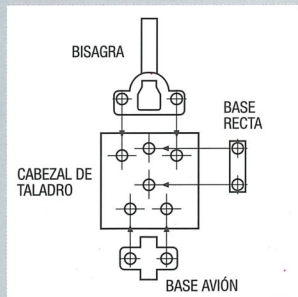 BISAGRA
BASE
RECTA
CABEZAL DE
TALADRO
BASE AVIÓN